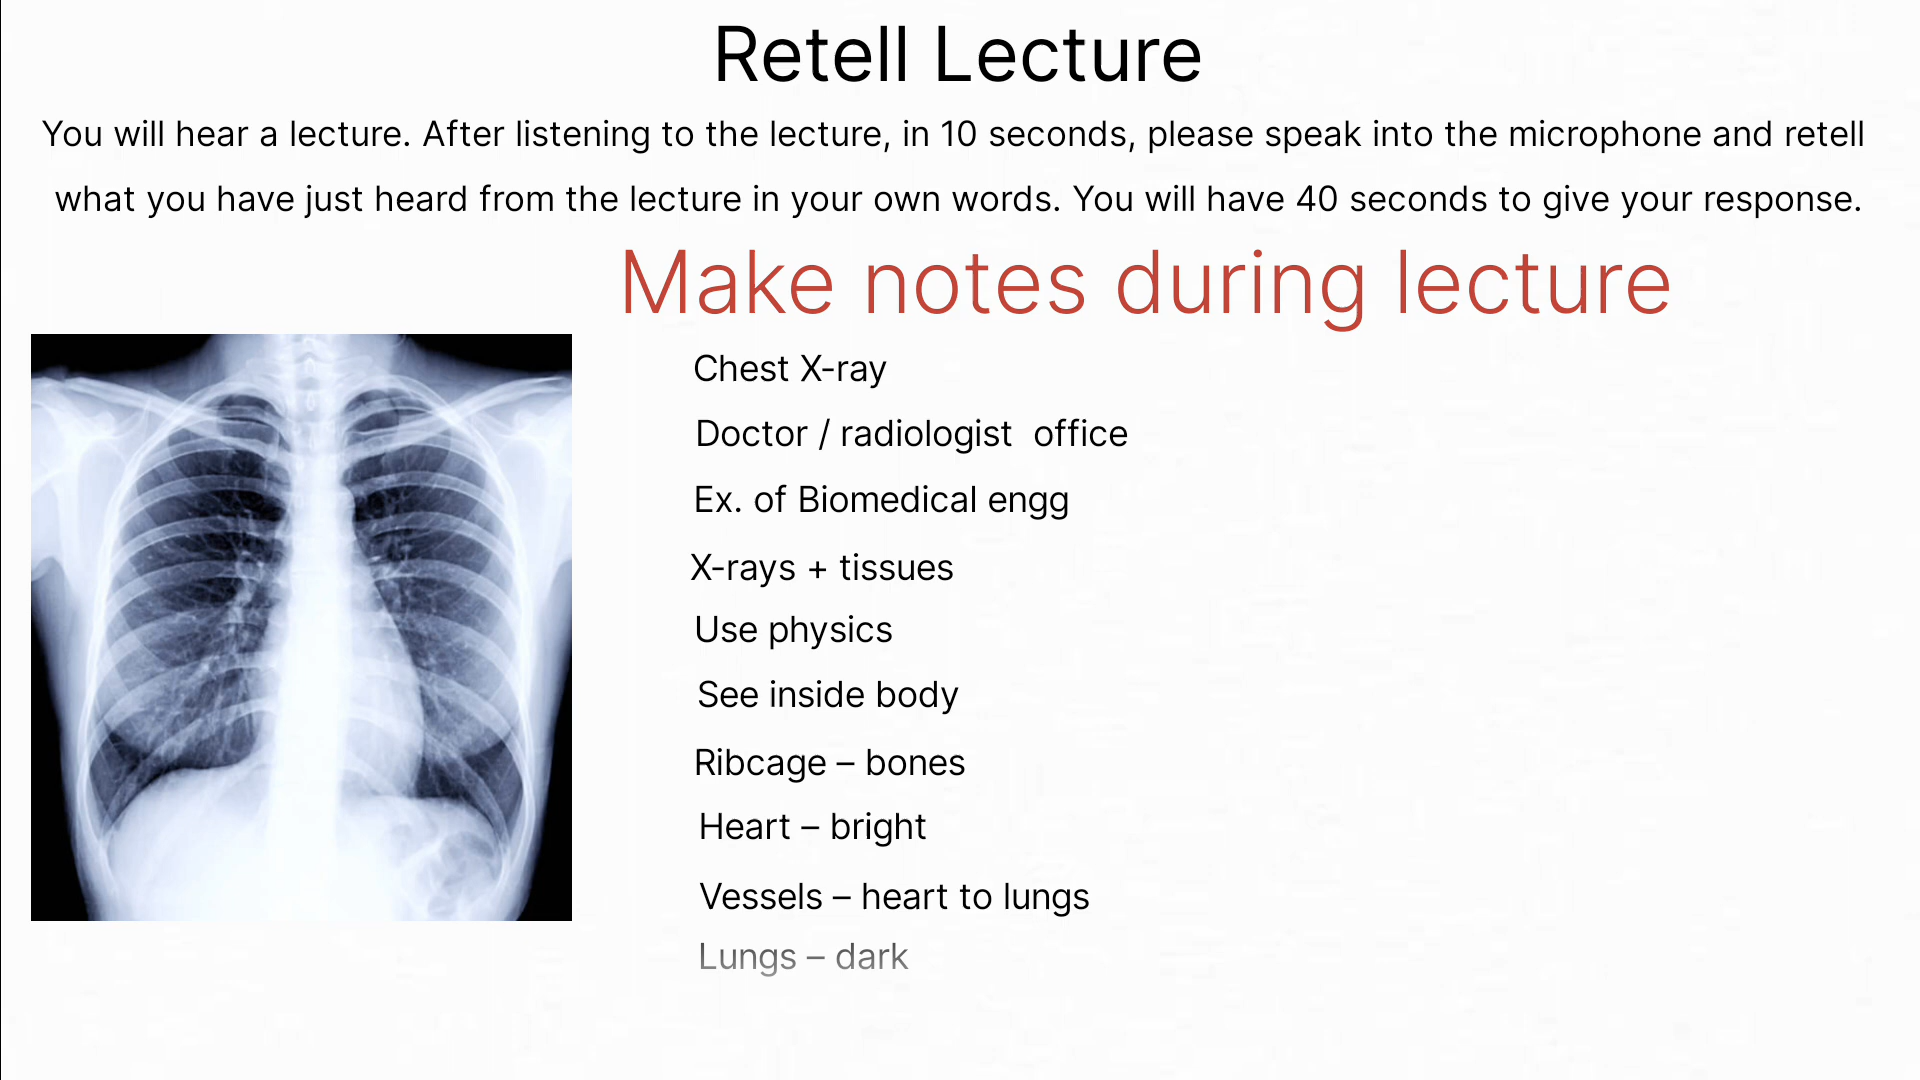 Retell Lecture
You will hear a lecture. After listening to the lecture, in 10 seconds, please speak into the microphone and retell
what you have just heard from the lecture in your own words. You will have 40 seconds to give your response.
Make notes during lecture
Chest X-ray
Doctor / radiologist office
Ex. of Biomedical engg
X-rays + tissues
Use physics
See inside body
Ribcage – bones
Heart – bright
Vessels – heart to lungs
Lungs – dark